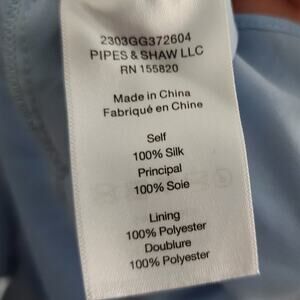 2303GG372604
PIPES & SHAW LLC
RN 155820
Made in China
Fabriqué en Chine
Self
100% Silk
Principal
100% Soie
Lining
100% Polyester
Doublure
100% Polyester